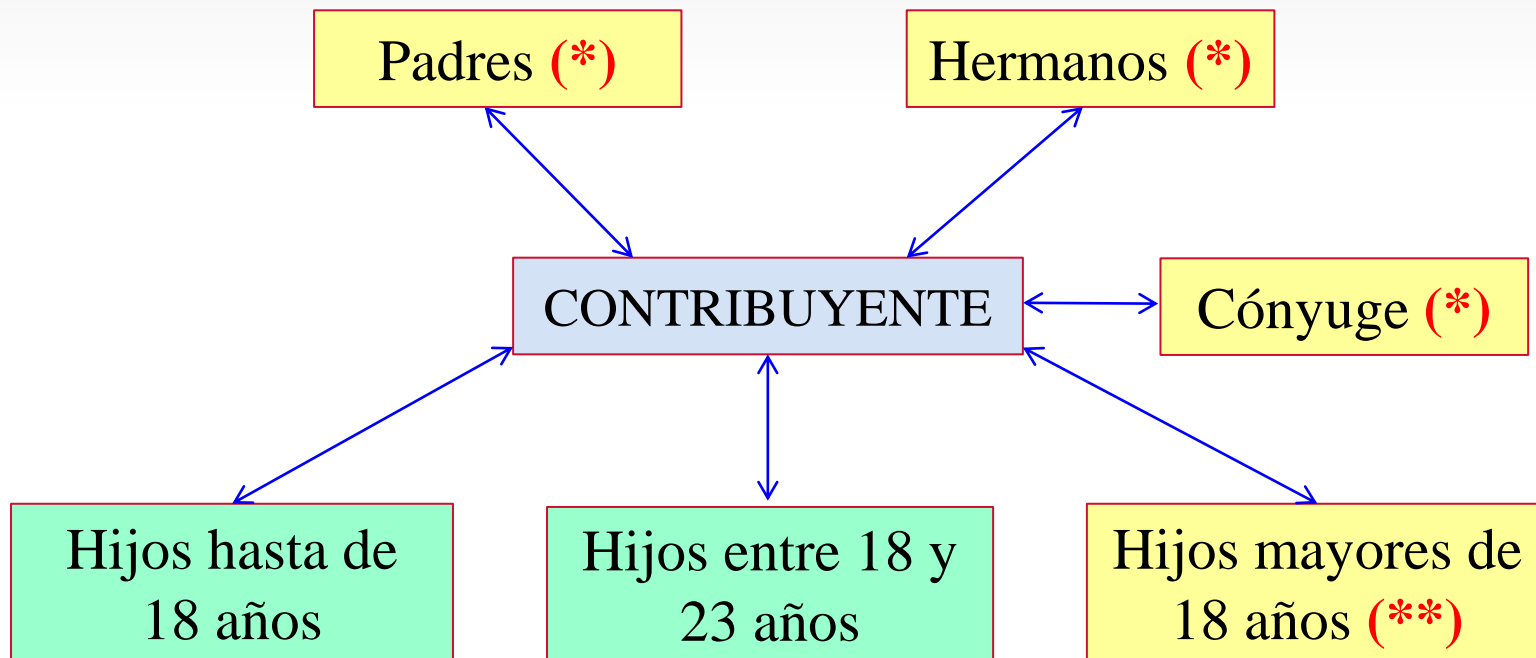 Padres (*)
Hermanos (*)
CONTRIBUYENTE
Cónyuge (*)
Hijos hasta de
18 años
Hijos entre 18 y
23 años
Hijos mayores de
18 años (**)